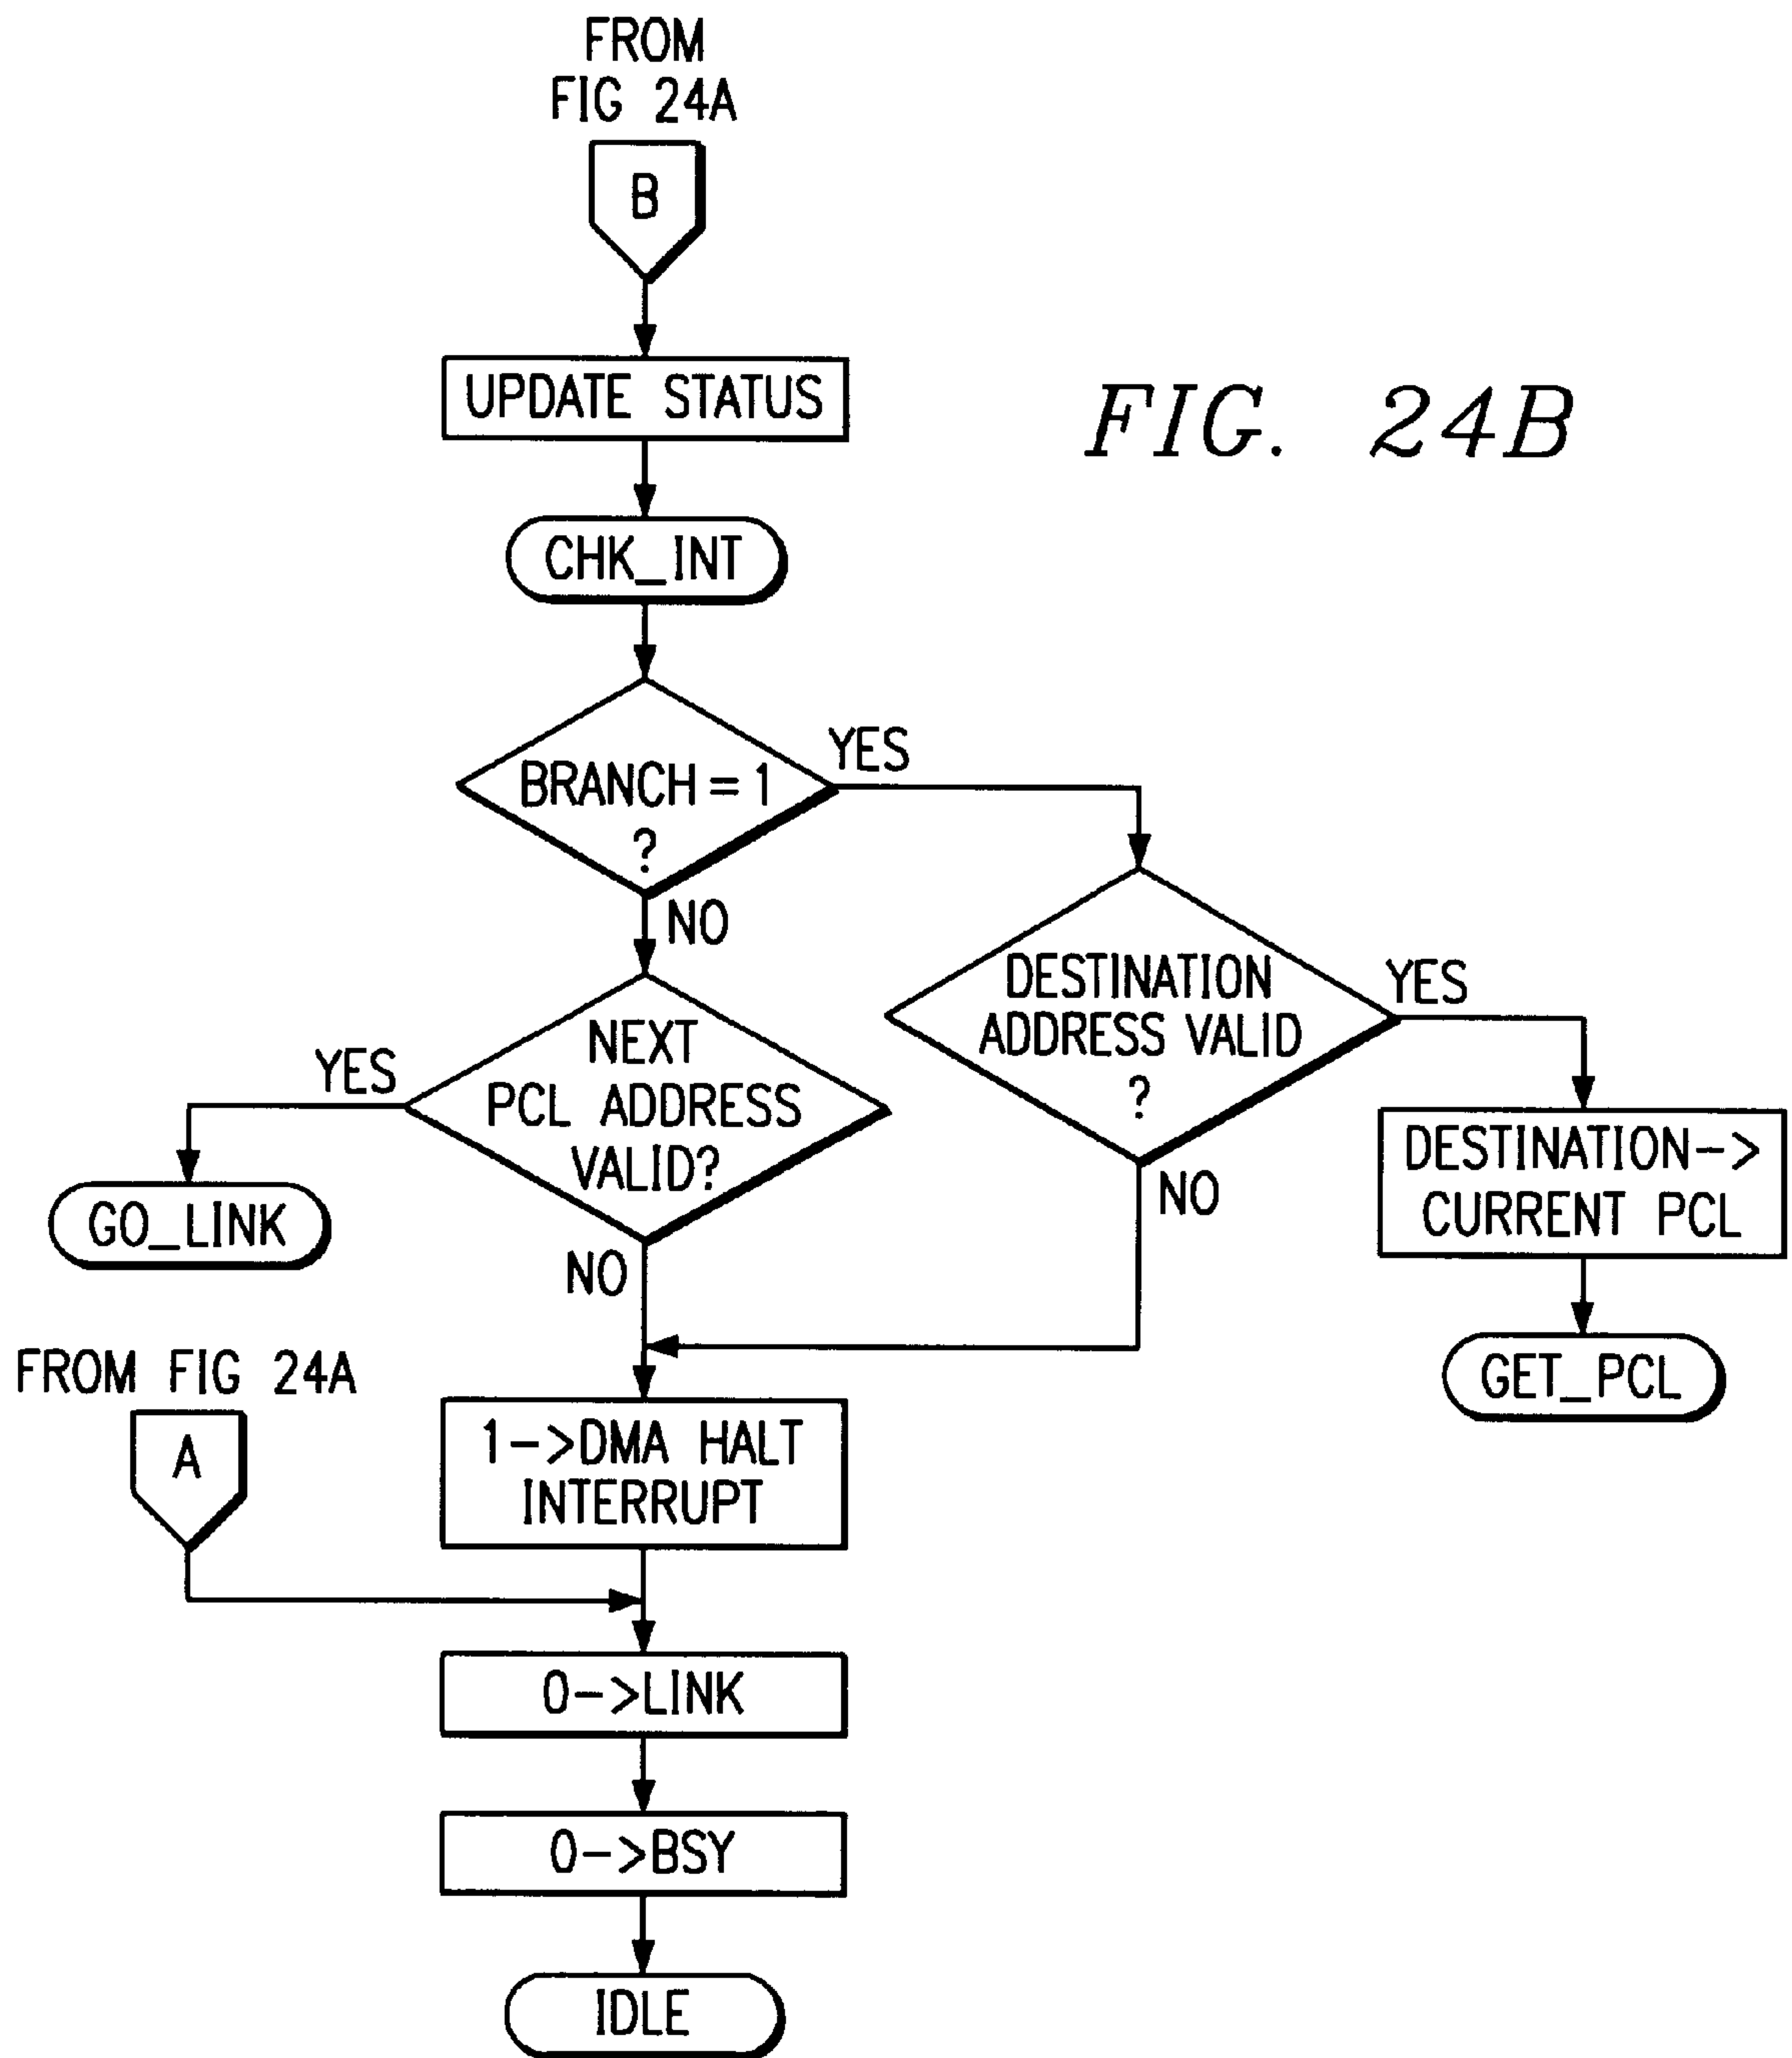 FROM
FIG 24A
B
UPDATE STATUS
FIG. 24B
CHK_INT
BRANCH = 1
?
YES
NO
DESTINATION
ADDRESS VALID
?
YES
NO
NEXT
PCL ADDRESS
VALID?
YES
NO
GO_LINK
DESTINATION->
CURRENT PCL
GET_PCL
FROM FIG 24A
A
1->DMA HALT
INTERRUPT
0->LINK
0->BSY
IDLE